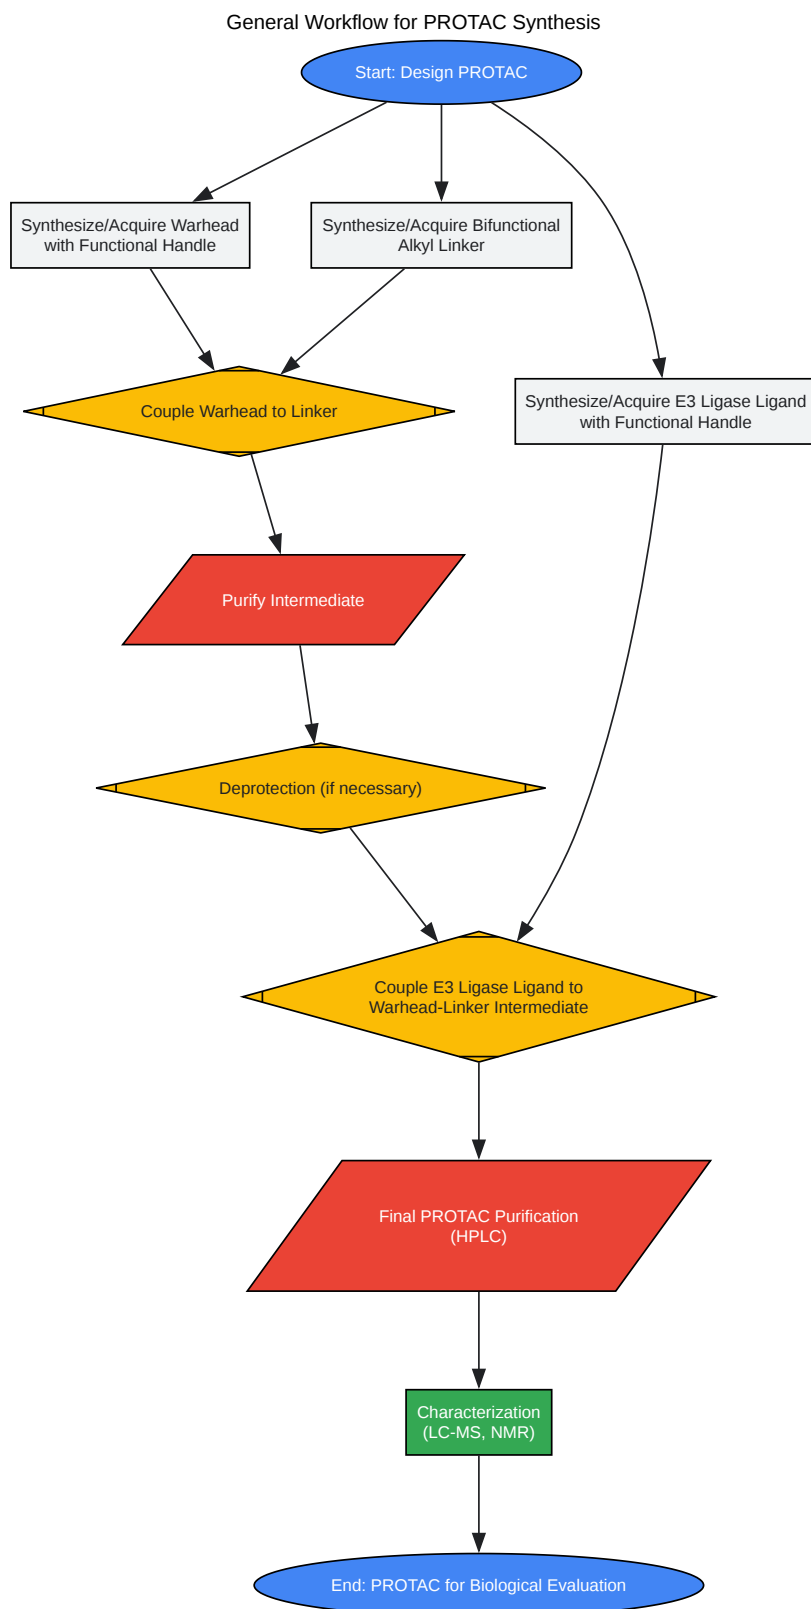 General Workflow for PROTAC Synthesis
Start: Design PROTAC
Synthesize/Acquire Warhead
with Functional Handle
Synthesize/Acquire Bifunctional
Alkyl Linker
Synthesize/Acquire E3 Ligase Ligand
with Functional Handle
Couple Warhead to Linker
Purify Intermediate
Deprotection (if necessary)
Couple E3 Ligase Ligand to
Warhead-Linker Intermediate
Final PROTAC Purification
(HPLC)
Characterization
(LC-MS, NMR)
End: PROTAC for Biological Evaluation